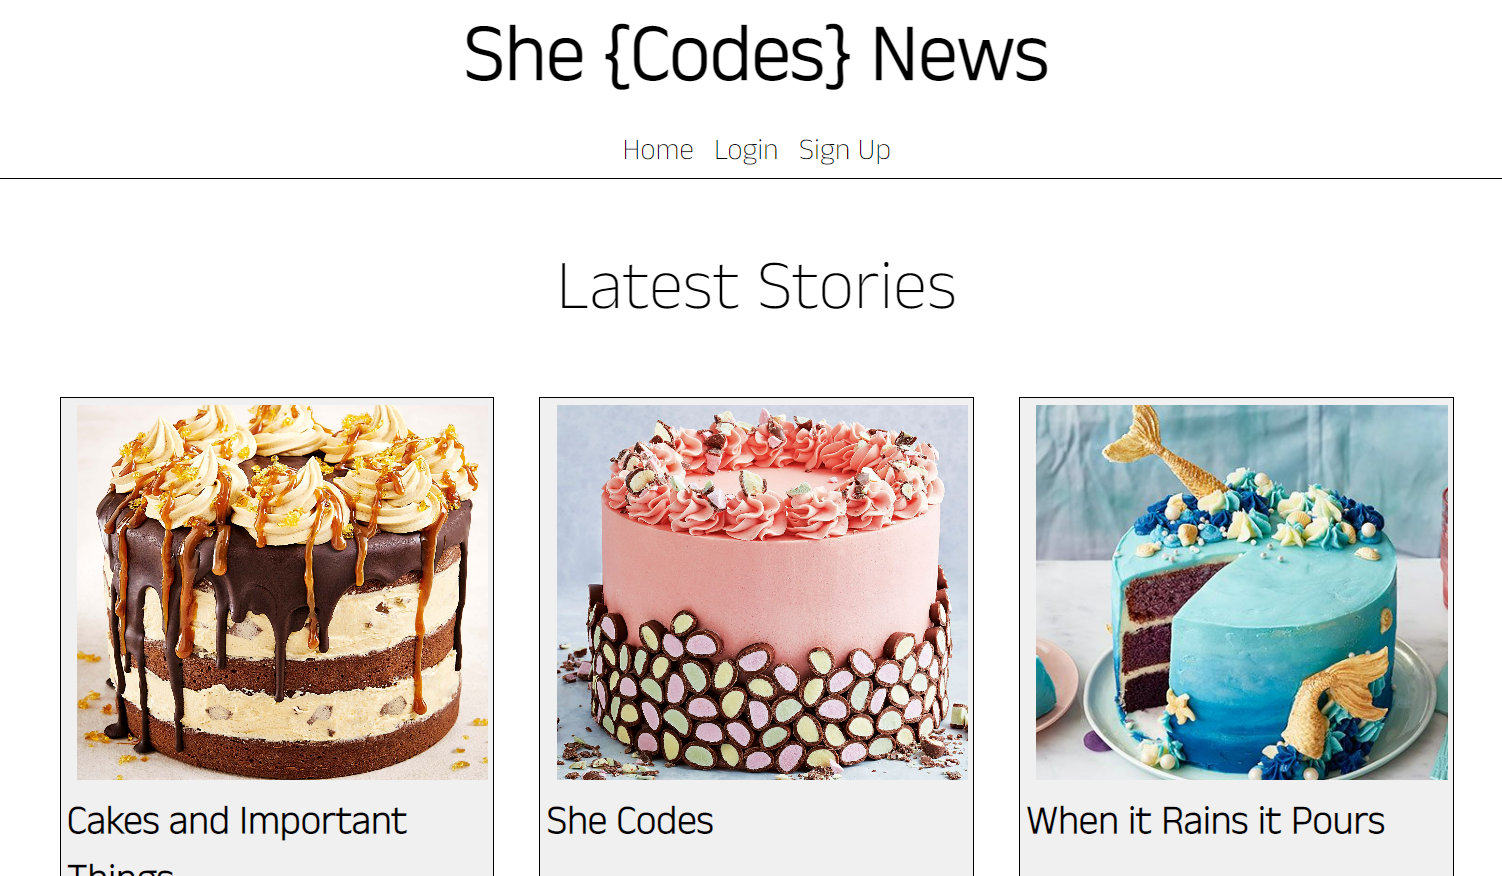 She {Codes} News
Home Login Sign Up
Latest Stories
Cakes and Important
Things
She Codes
When it Rains it Pours